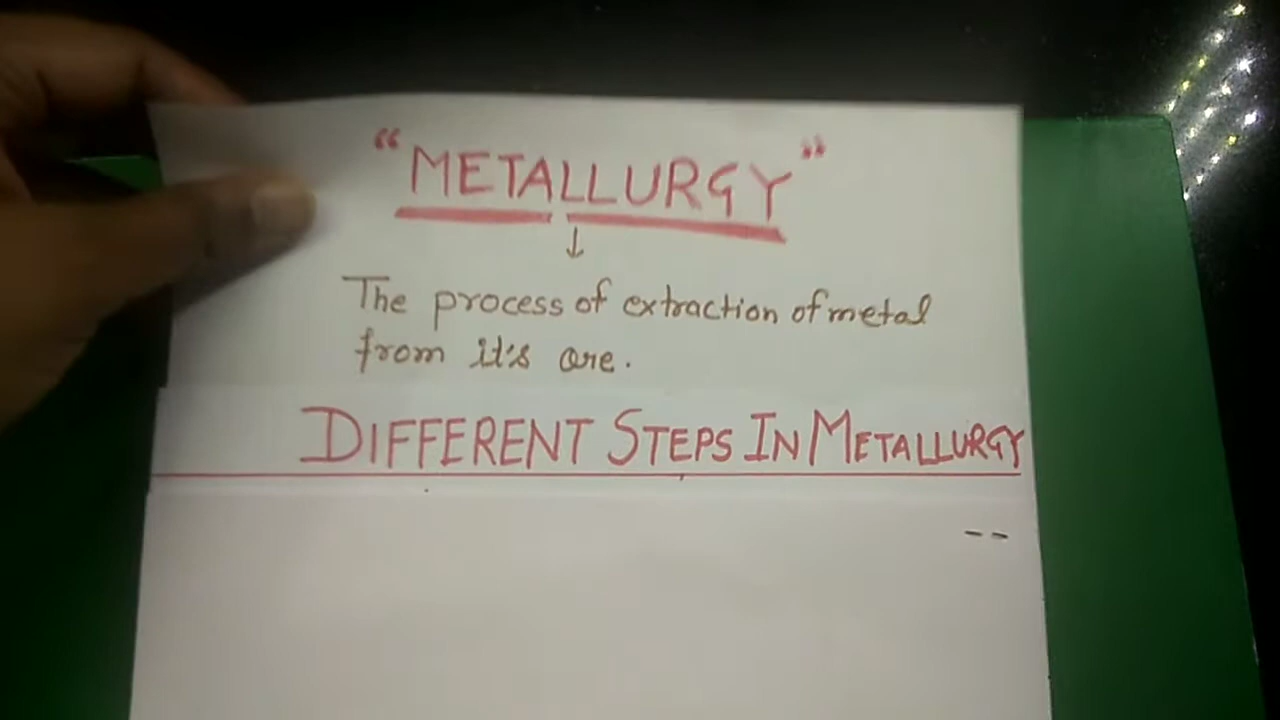 "METALLURGY"
↓
The process of extraction of metal
from it's ore.
DIFFERENT STEPS IN METALLURGY
--